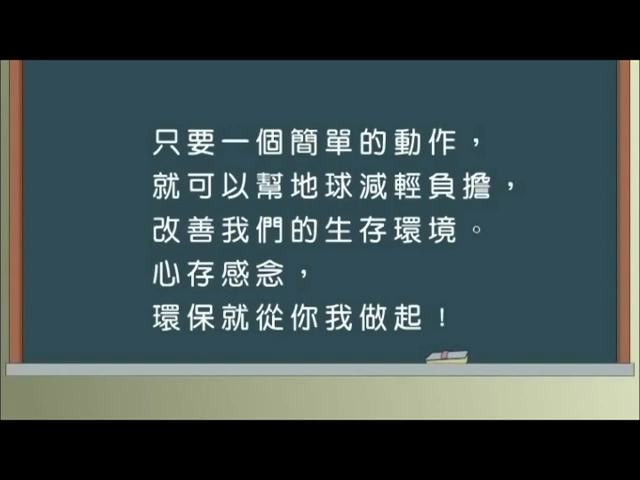 只要一個簡單的動作，
就可以幫地球減輕負擔，
改善我們的生存環境。
心存感念，
環保就從你我做起！